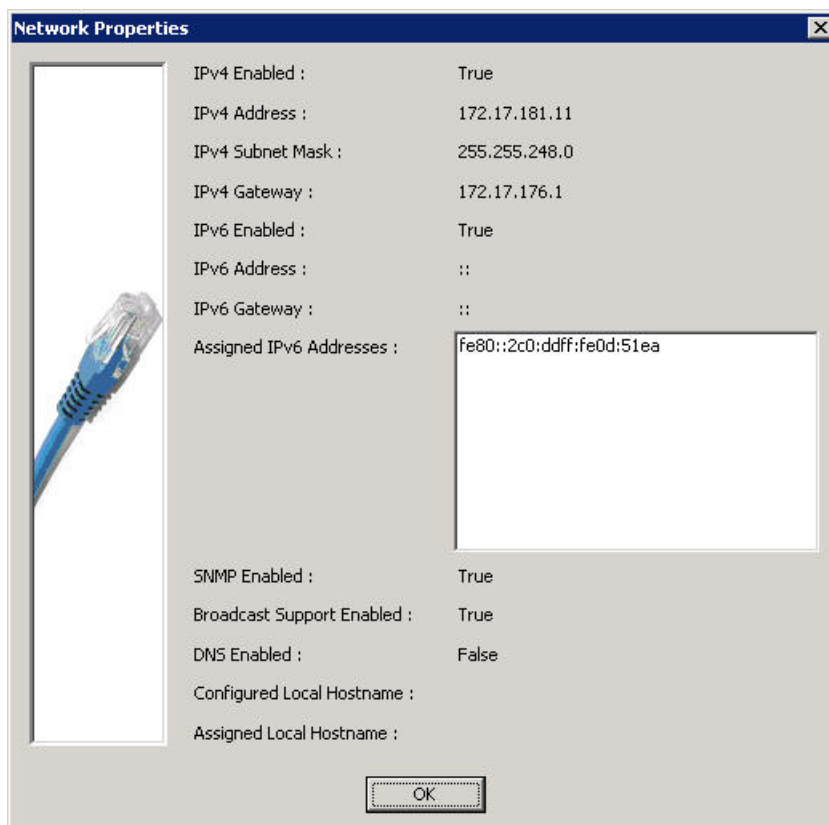 Network Properties
IPv4 Enabled : True
IPv4 Address : 172.17.181.11
IPv4 Subnet Mask : 255.255.248.0
IPv4 Gateway : 172.17.176.1
IPv6 Enabled : True
IPv6 Address : ::
IPv6 Gateway : ::
Assigned IPv6 Addresses : fe80::2c0:ddff:fe0d:51ea
SNMP Enabled : True
Broadcast Support Enabled : True
DNS Enabled : False
Configured Local Hostname :
Assigned Local Hostname :
OK